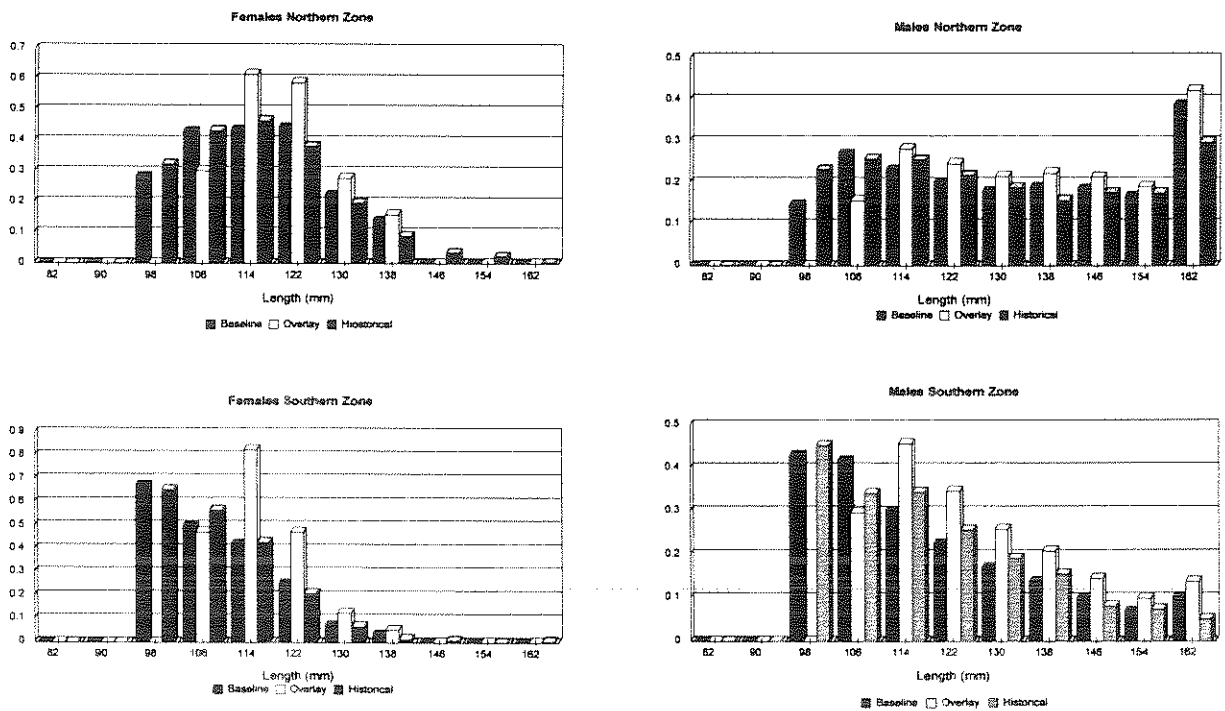 Females Northern Zone
0.7
0.6
0.5
0.4
0.3
0.2
0.1
0
82 90 98 106 114 122 130 138 146 154 162
Length (mm)
Baseline Overlay Hiostorical
Males Northern Zone
0.5
0.4
0.3
0.2
0.1
0
82 90 98 106 114 122 130 138 146 154 162
Length (mm)
Baseline Overlay Historical
Females Southern Zone
0.9
0.8
0.7
0.6
0.5
0.4
0.3
0.2
0.1
0
82 90 98 106 114 122 130 138 146 154 162
Length (mm)
Baseline Overlay Historical
Males Southern Zone
0.5
0.4
0.3
0.2
0.1
0
82 90 98 106 114 122 130 138 146 154 162
Length (mm)
Baseline Overlay Historical